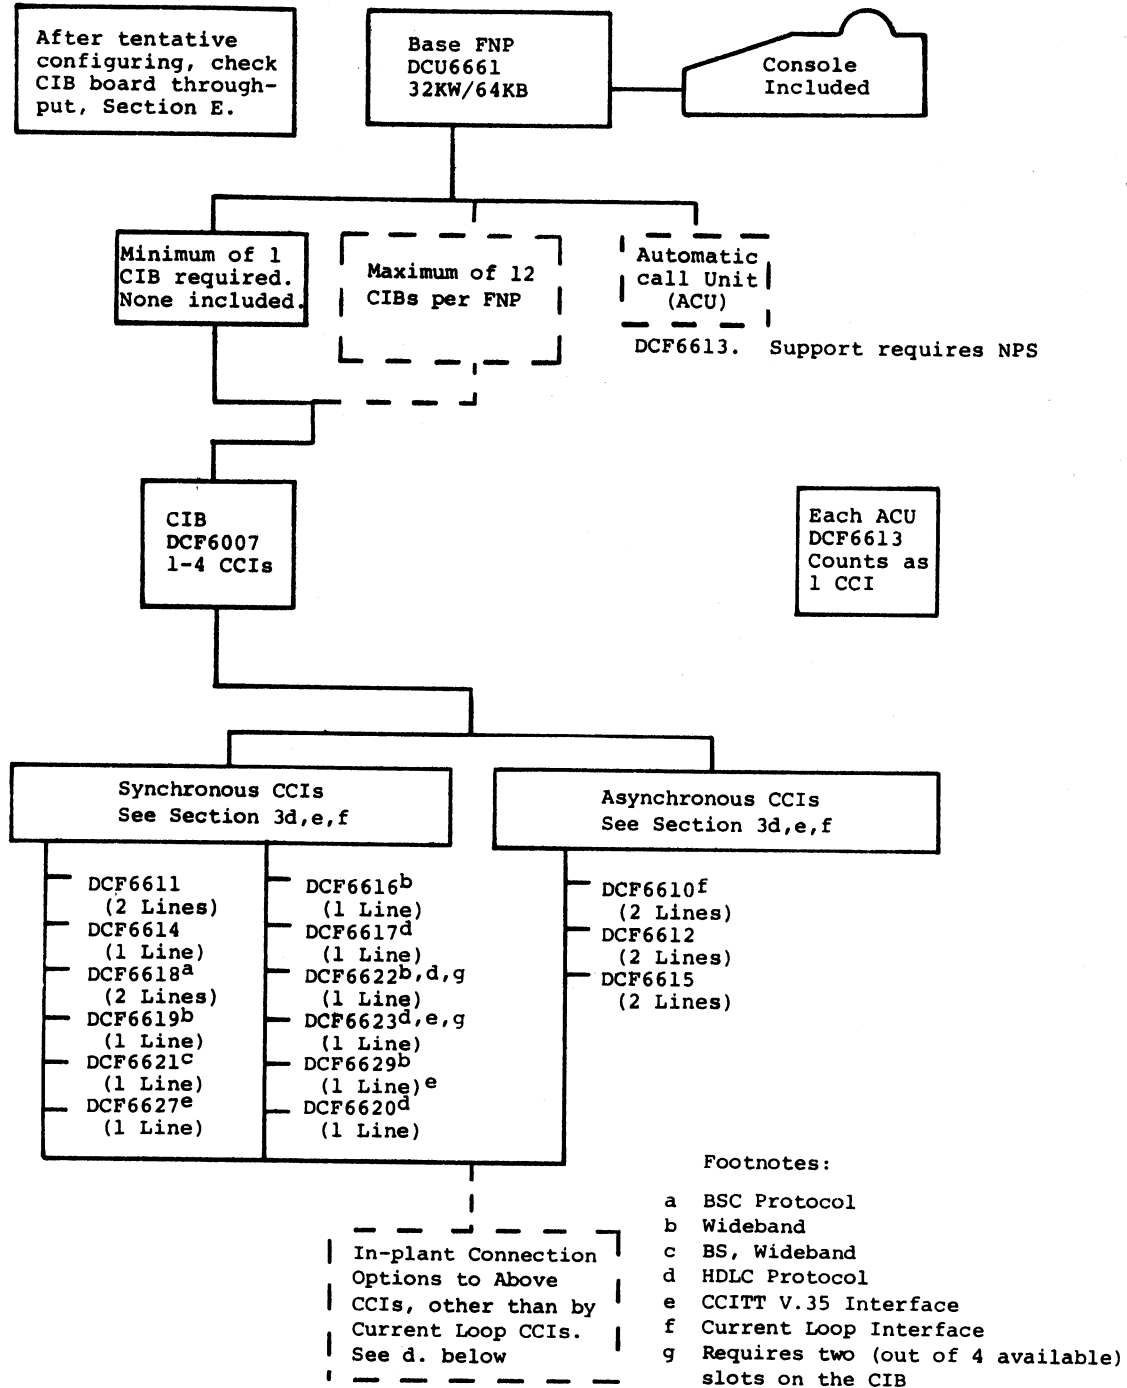 After tentative
configuring, check
CIB board through-
put, Section E.
Base FNP
DCU6661
32KW/64KB
Console
Included
Minimum of 1
CIB required.
None included.
Maximum of 12
CIBs per FNP
Automatic
call Unit
(ACU)
DCF6613. Support requires NPS
CIB
DCF6007
1-4 CCIs
Each ACU
DCF6613
Counts as
1 CCI
Synchronous CCIs
See Section 3d,e,f
Asynchronous CCIs
See Section 3d,e,f
DCF6611
(2 Lines)
DCF6614
(1 Line)
DCF6618a
(2 Lines)
DCF6619b
(1 Line)
DCF6621c
(1 Line)
DCF6627e
(1 Line)
DCF6616b
(1 Line)
DCF6617d
(1 Line)
DCF6622b,d,g
(1 Line)
DCF6623d,e,g
(1 Line)
DCF6629b
(1 Line)e
DCF6620d
(1 Line)
DCF6610f
(2 Lines)
DCF6612
(2 Lines)
DCF6615
(2 Lines)
In-plant Connection
Options to Above
CCIs, other than by
Current Loop CCIs.
See d. below
Footnotes:
a BSC Protocol
b Wideband
c BS, Wideband
d HDLC Protocol
e CCITT V.35 Interface
f Current Loop Interface
g Requires two (out of 4 available)
slots on the CIB